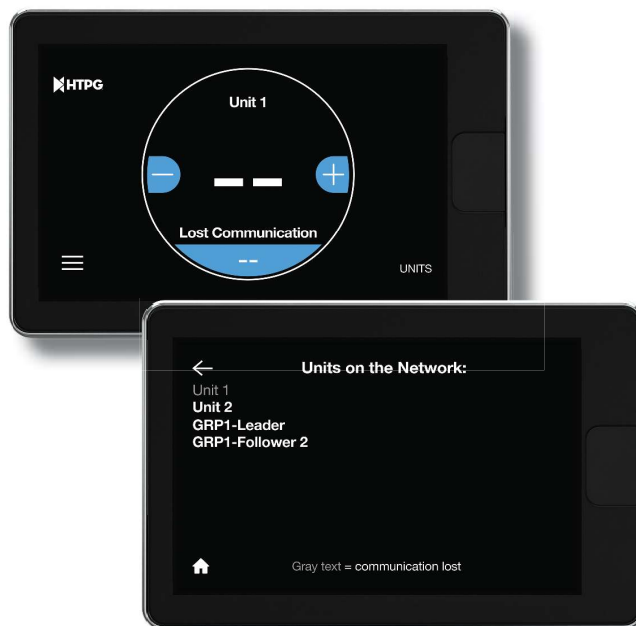 HTPG
Unit 1
– –
Lost Communication
--
UNITS
Units on the Network:
Unit 1
Unit 2
GRP1-Leader
GRP1-Follower 2
Gray text = communication lost